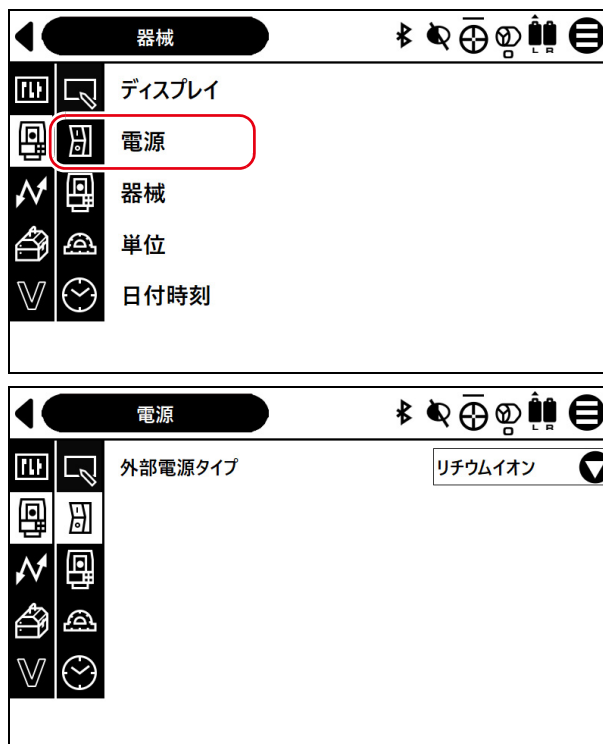 器械
L R
ディスプレイ
電源
器械
単位
日付時刻
電源
L R
外部電源タイプ
リチウムイオン